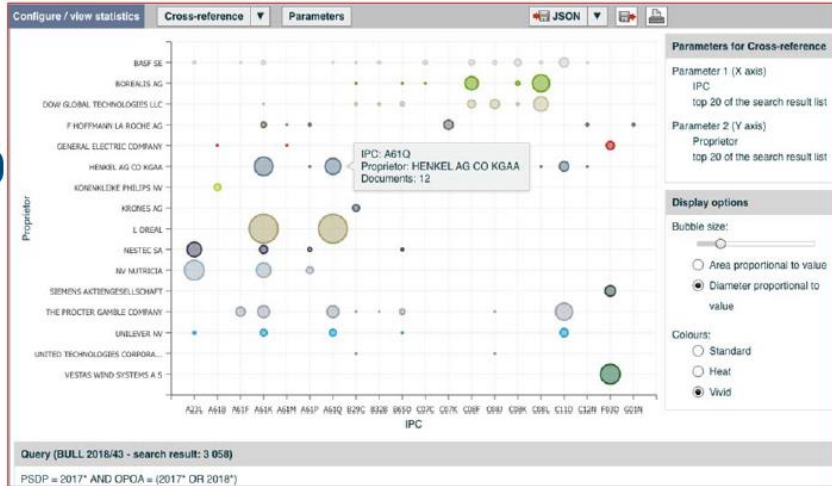 Configure / view statistics
Cross-reference ▼
Parameters
JSON ▼
Proprietor
BASF SE
BOREALIS AG
DOW GLOBAL TECHNOLOGIES LLC
F HOFFMANN LA ROCHE AG
GENERAL ELECTRIC COMPANY
HENKEL AG CO KGAA
KONINKLIJKE PHILIPS NV
KRONES AG
L OREAL
NESTEC SA
NV NUTRICIA
SIEMENS AKTIENGESELLSCHAFT
THE PROCTER GAMBLE COMPANY
UNILEVER NV
UNITED TECHNOLOGIES CORPORA...
VESTAS WIND SYSTEMS A S
IPC: A61Q
Proprietor: HENKEL AG CO KGAA
Documents: 12
A23L A61B A61F A61K A61M A61P A61Q B29C B32B B65D C07C C07K C08F C08J C08K C08L C11D C12N F03D G01N
IPC
Parameters for Cross-reference
Parameter 1 (X axis)
IPC
top 20 of the search result list
Parameter 2 (Y axis)
Proprietor
top 20 of the search result list
Display options
Bubble size:
Area proportional to value
Diameter proportional to
value
Colours:
Standard
Heat
Vivid
Query (BULL 2018/43 - search result: 3 058)
PSDP = 2017* AND OPOA = (2017* OR 2018*)